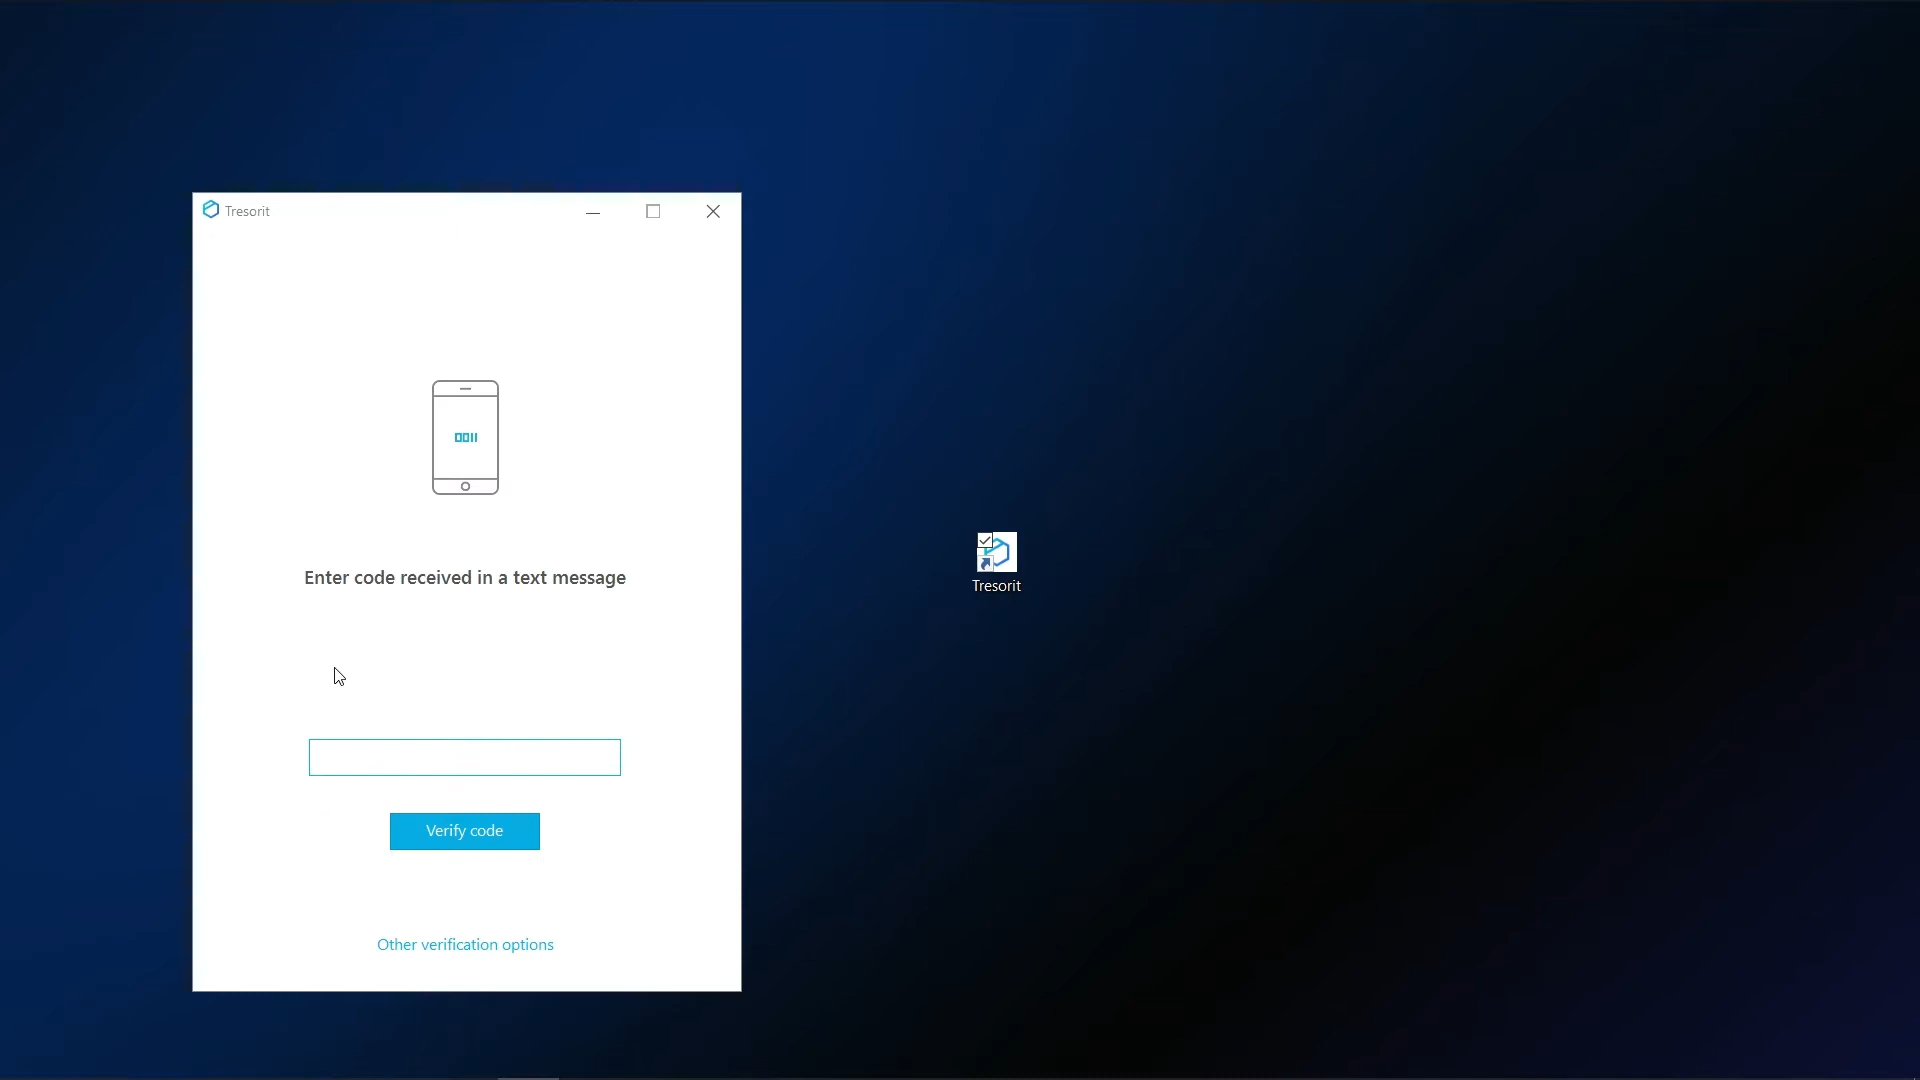 Tresorit
Enter code received in a text message
Verify code
Other verification options
Tresorit